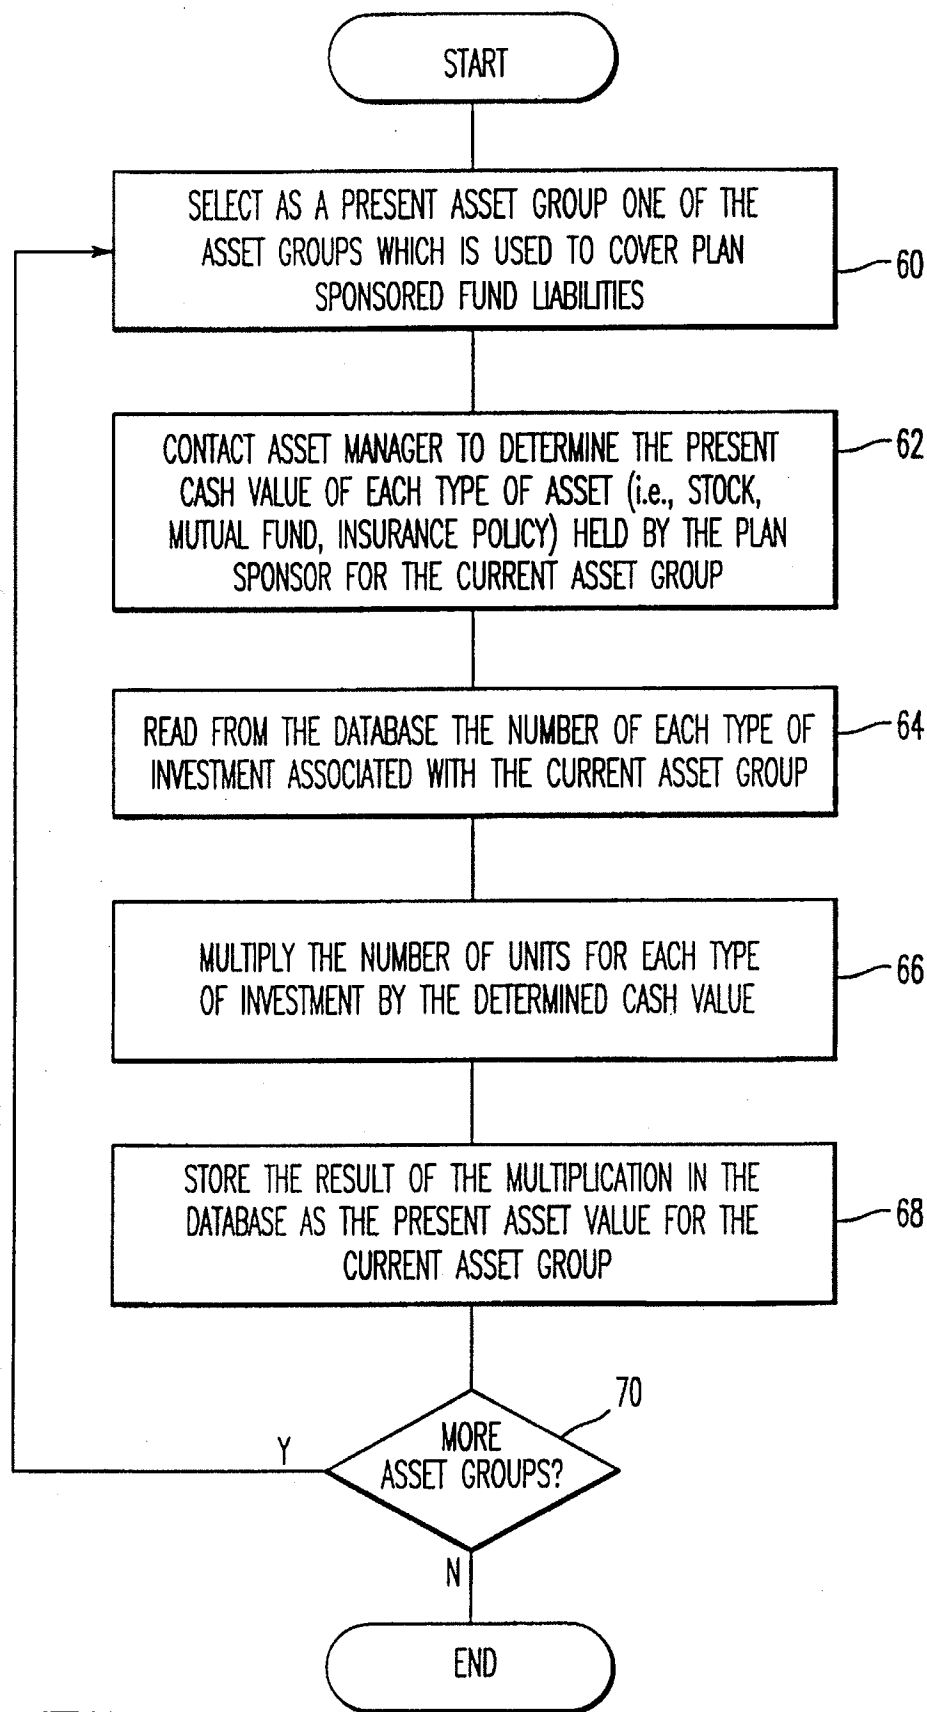 START
SELECT AS A PRESENT ASSET GROUP ONE OF THE
ASSET GROUPS WHICH IS USED TO COVER PLAN
SPONSORED FUND LIABILITIES
60
CONTACT ASSET MANAGER TO DETERMINE THE PRESENT
CASH VALUE OF EACH TYPE OF ASSET (i.e., STOCK,
MUTUAL FUND, INSURANCE POLICY) HELD BY THE PLAN
SPONSOR FOR THE CURRENT ASSET GROUP
62
READ FROM THE DATABASE THE NUMBER OF EACH TYPE OF
INVESTMENT ASSOCIATED WITH THE CURRENT ASSET GROUP
64
MULTIPLY THE NUMBER OF UNITS FOR EACH TYPE
OF INVESTMENT BY THE DETERMINED CASH VALUE
66
STORE THE RESULT OF THE MULTIPLICATION IN THE
DATABASE AS THE PRESENT ASSET VALUE FOR THE
CURRENT ASSET GROUP
68
70
MORE
ASSET GROUPS?
Y
N
END